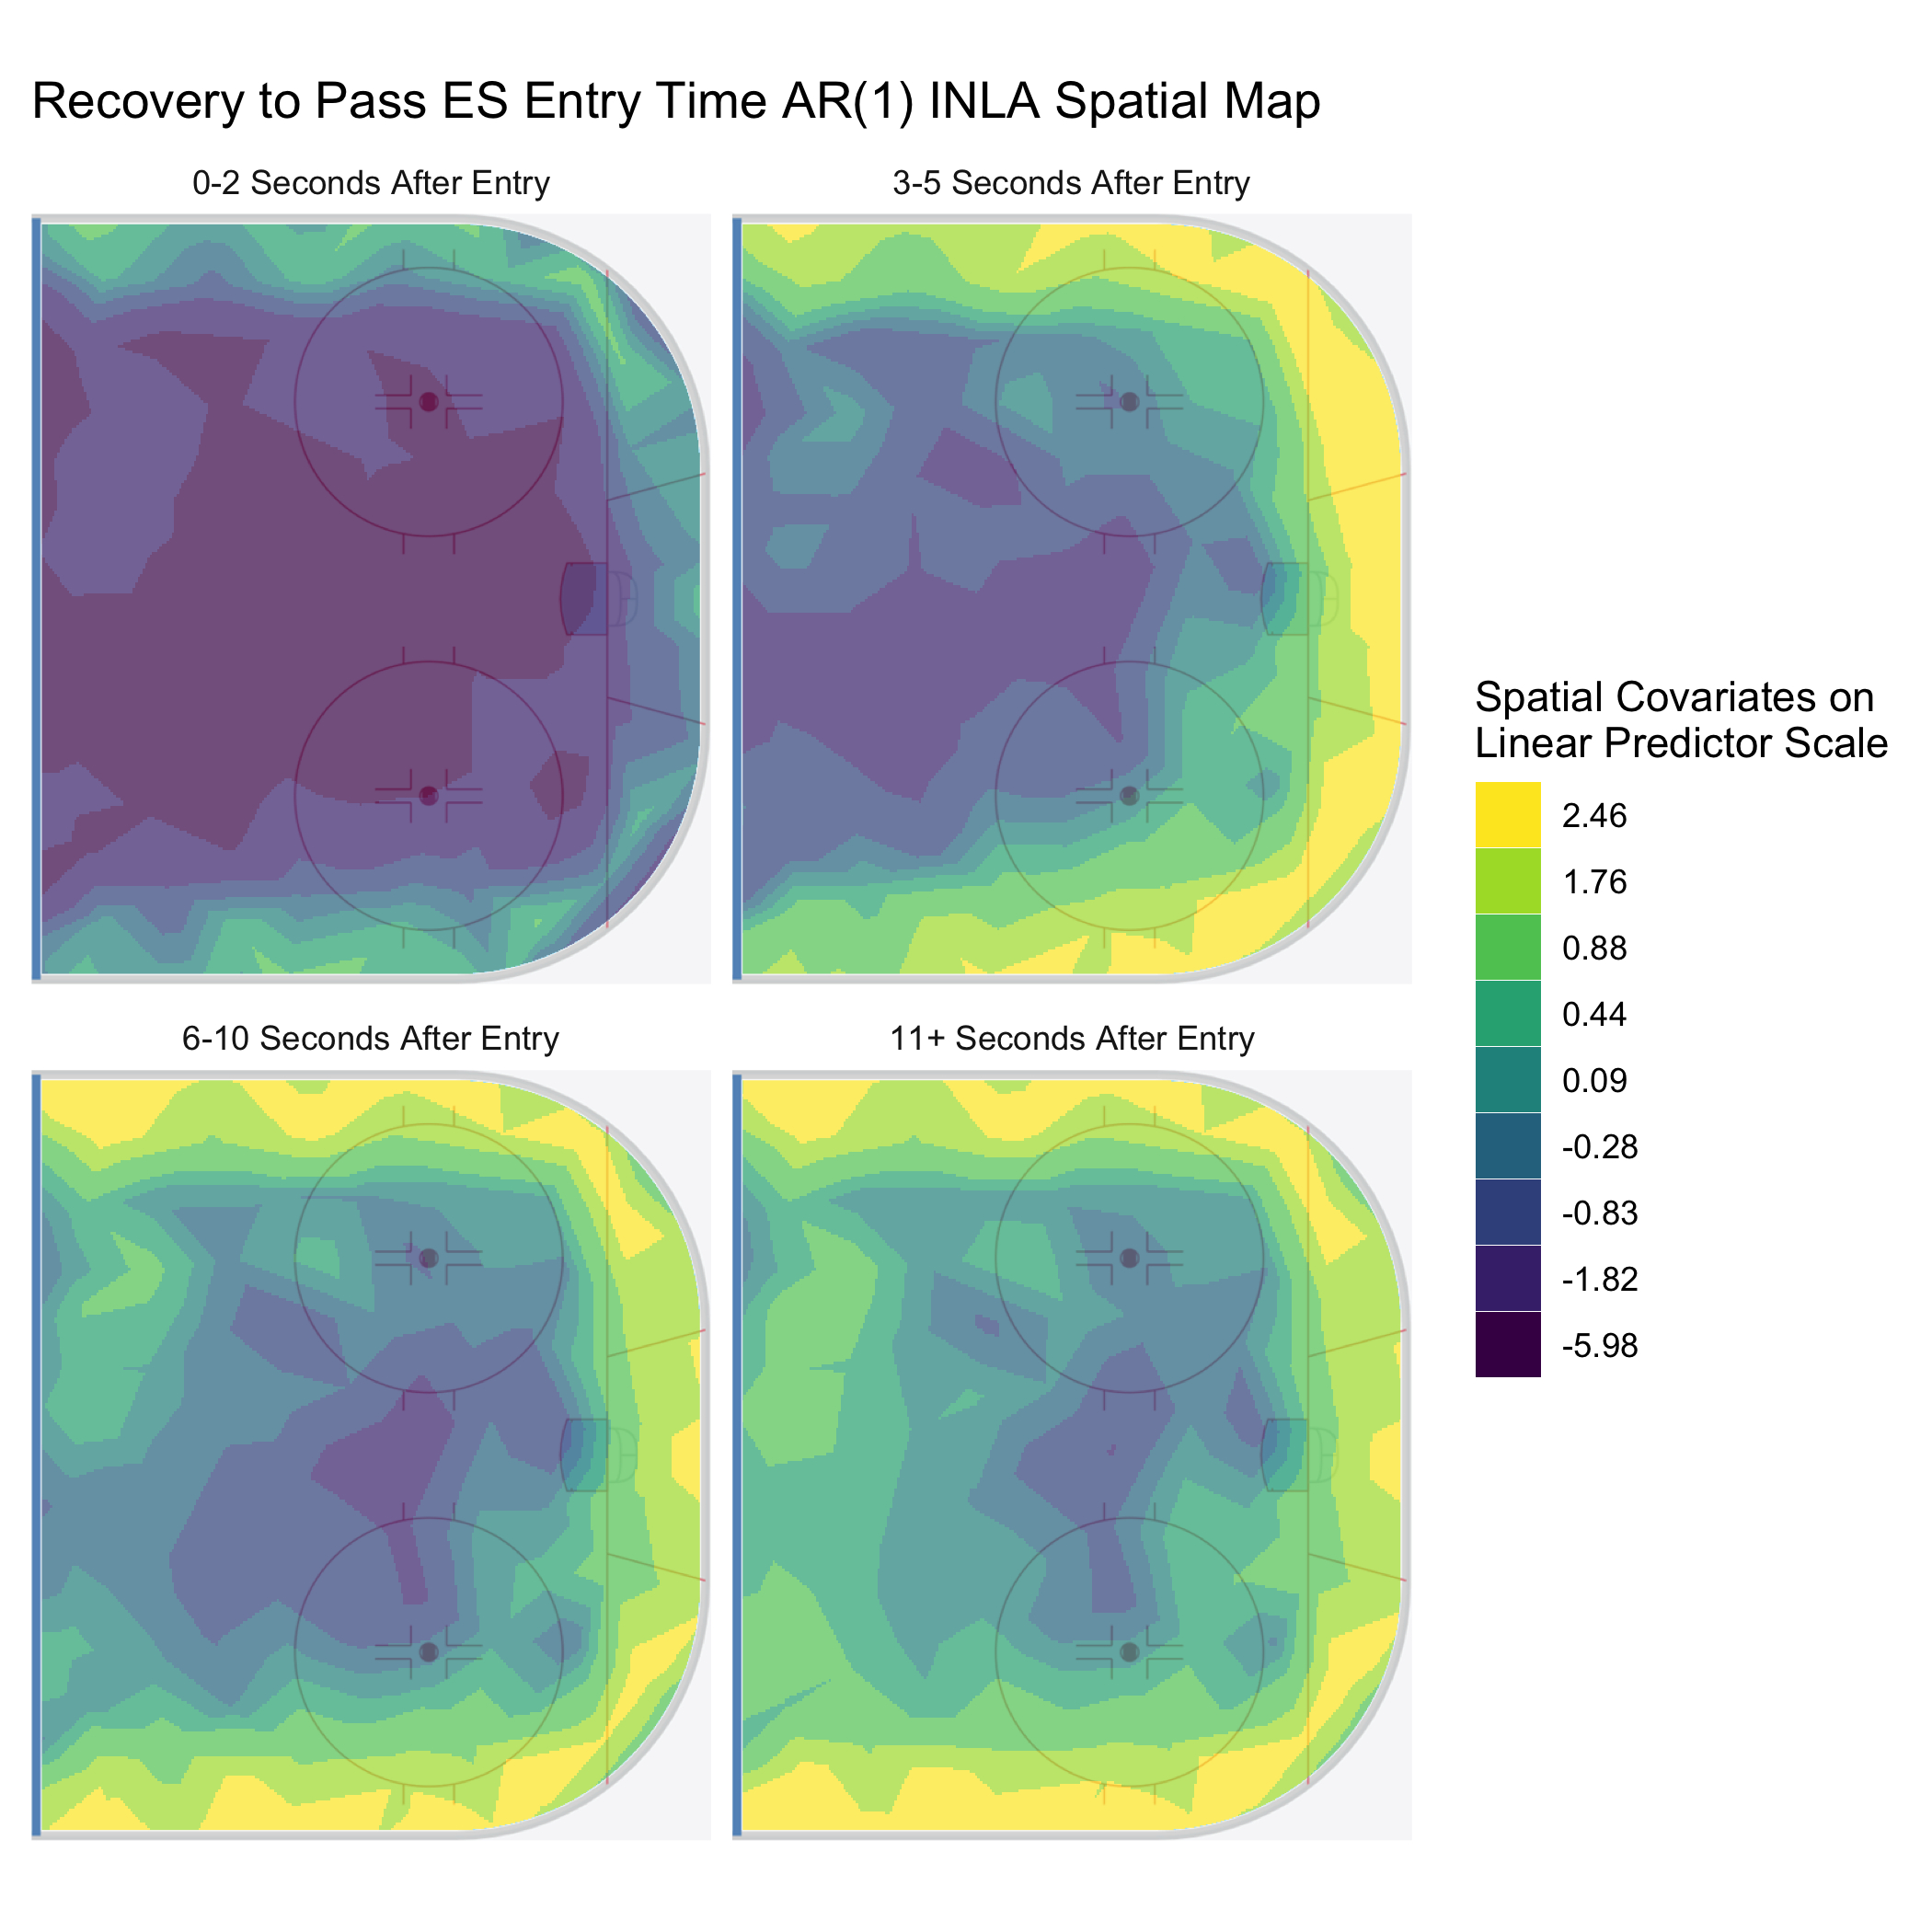 Recovery to Pass ES Entry Time AR(1) INLA Spatial Map
0-2 Seconds After Entry
3-5 Seconds After Entry
6-10 Seconds After Entry
11+ Seconds After Entry
Spatial Covariates on
Linear Predictor Scale
2.46
1.76
0.88
0.44
0.09
-0.28
-0.83
-1.82
-5.98